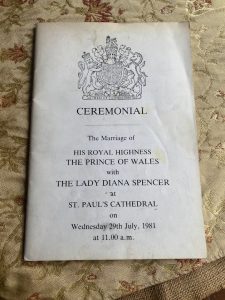 CEREMONIAL
The Marriage of
HIS ROYAL HIGHNESS
THE PRINCE OF WALES
with
THE LADY DIANA SPENCER
at
ST. PAUL'S CATHEDRAL
on
Wednesday 29th July, 1981
at 11.00 a.m.